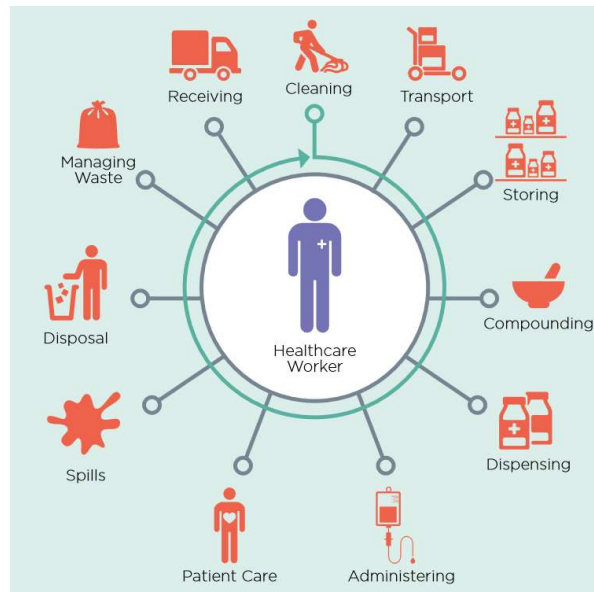 Receiving
Cleaning
Transport
Managing
Waste
Storing
Disposal
Compounding
Healthcare
Worker
Spills
Dispensing
Patient Care
Administering